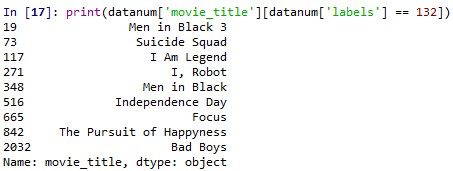 In [17]: print(datanum['movie_title'][datanum['labels'] == 132])
19 Men in Black 3
73 Suicide Squad
117 I Am Legend
271 I, Robot
348 Men in Black
516 Independence Day
665 Focus
842 The Pursuit of Happyness
2032 Bad Boys
Name: movie_title, dtype: object